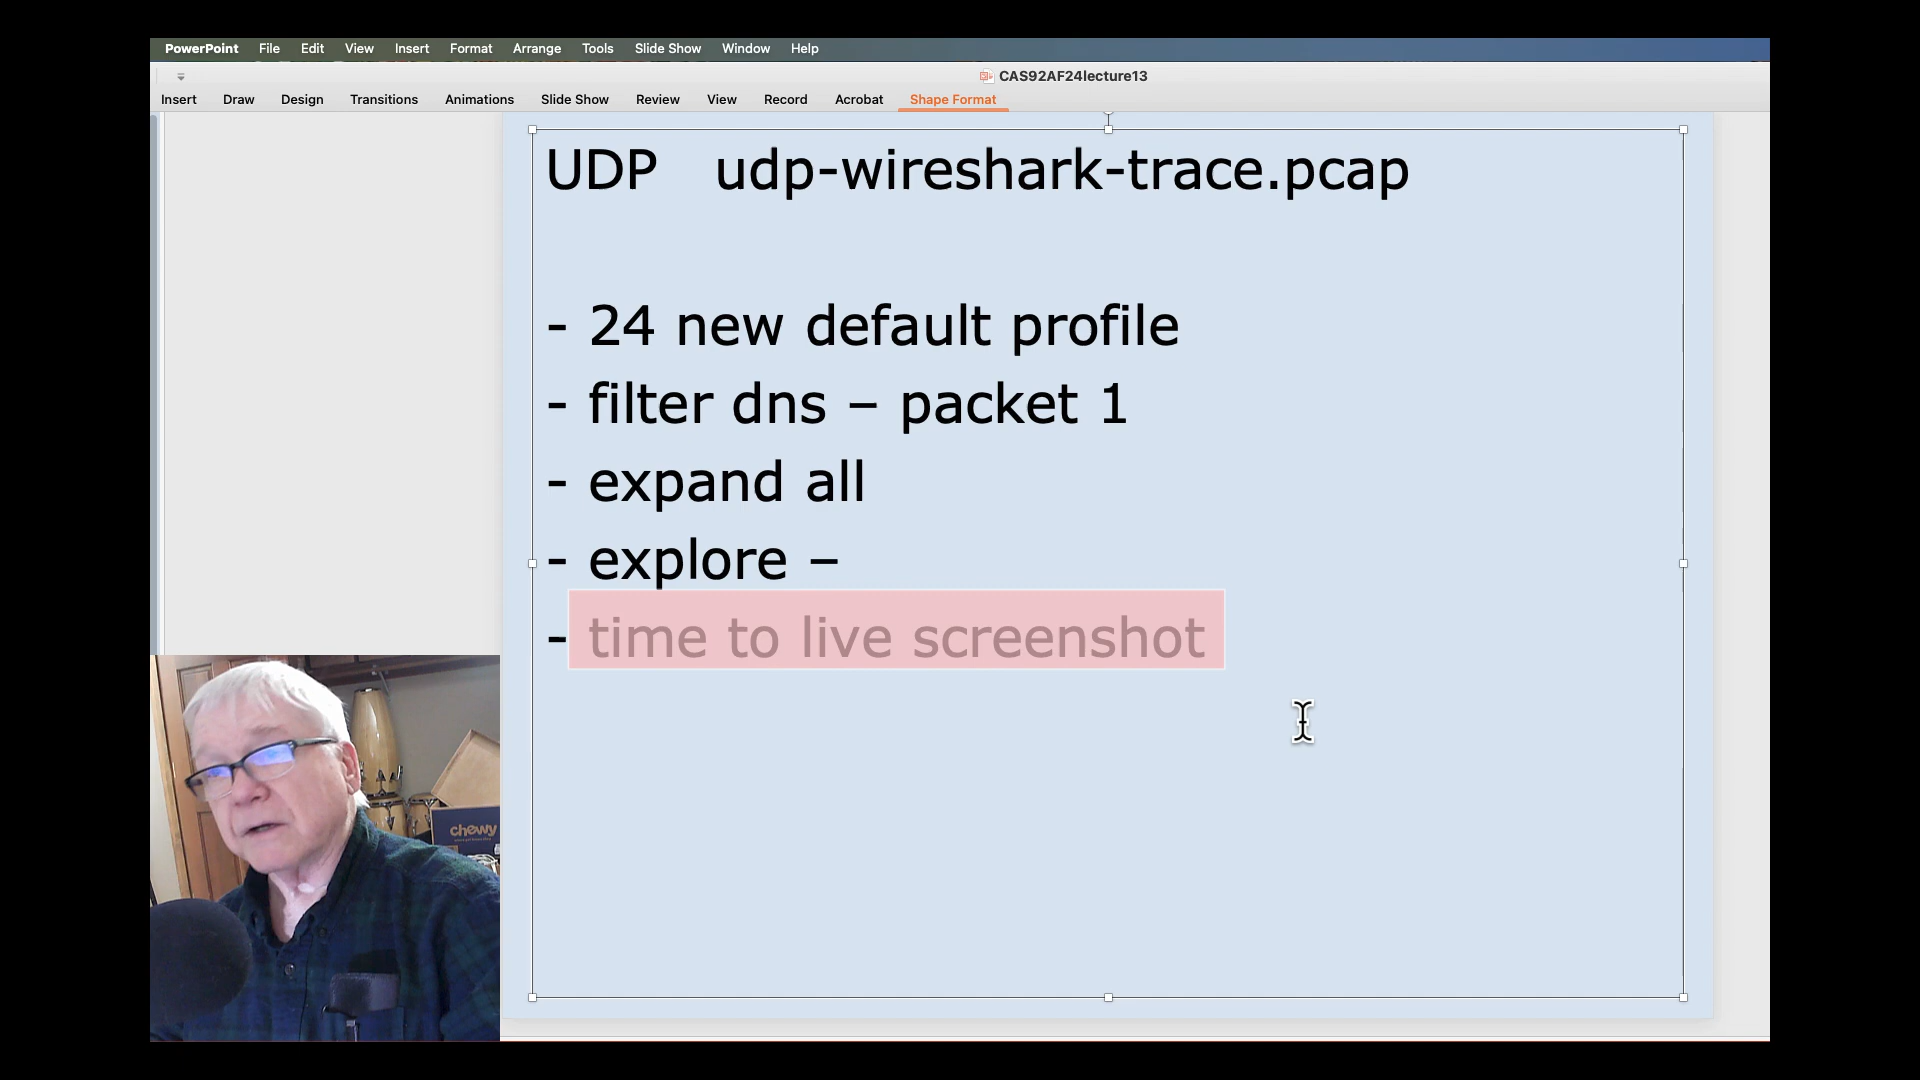 PowerPoint File Edit View Insert Format Arrange Tools Slide Show Window Help
CAS92AF24lecture13
Insert Draw Design Transitions Animations Slide Show Review View Record Acrobat Shape Format
UDP udp-wireshark-trace.pcap
- 24 new default profile
- filter dns – packet 1
- expand all
- explore –
- time to live screenshot
chewy